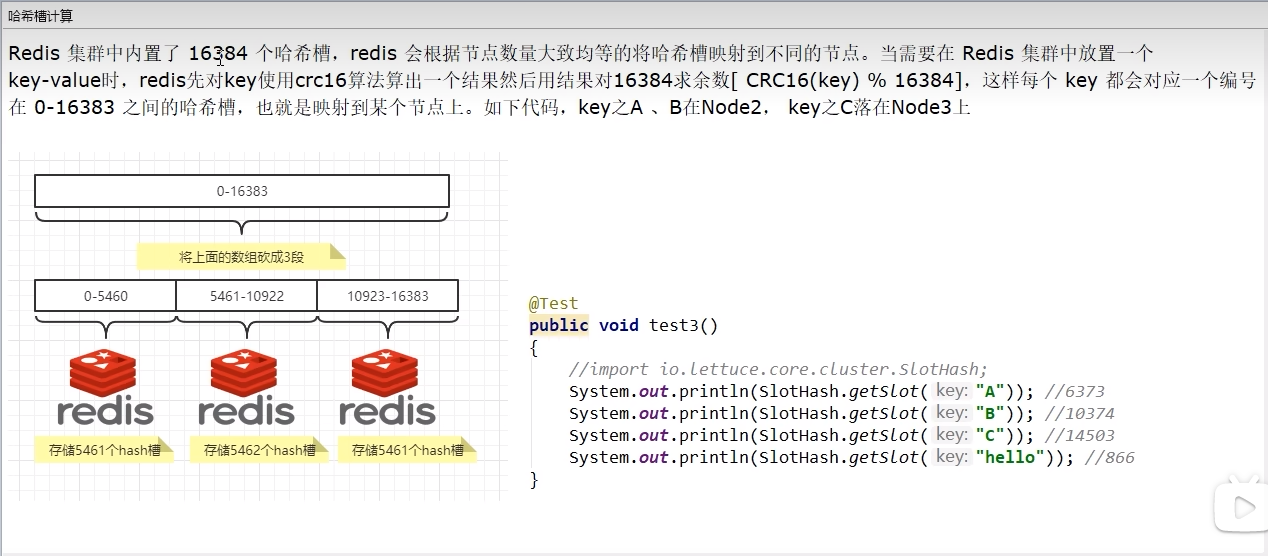 哈希槽计算
Redis 集群中内置了 16384 个哈希槽，redis 会根据节点数量大致均等的将哈希槽映射到不同的节点。当需要在 Redis 集群中放置一个
key-value时，redis先对key使用crc16算法算出一个结果然后用结果对16384求余数[ CRC16(key) % 16384]，这样每个 key 都会对应一个编号
在 0-16383 之间的哈希槽，也就是映射到某个节点上。如下代码，key之A 、B在Node2， key之C落在Node3上
0-16383
将上面的数组砍成3段
0-5460 5461-10922 10923-16383
redis redis redis
存储5461个hash槽 存储5462个hash槽 存储5461个hash槽
@Test
public void test3()
{
//import io.lettuce.core.cluster.SlotHash;
System.out.println(SlotHash.getSlot( key: "A")); //6373
System.out.println(SlotHash.getSlot( key: "B")); //10374
System.out.println(SlotHash.getSlot( key: "C")); //14503
System.out.println(SlotHash.getSlot( key: "hello")); //866
}